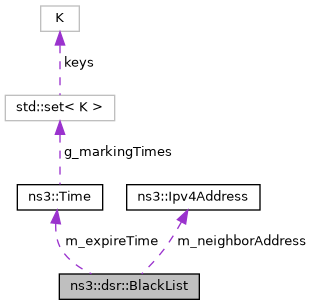 K
keys
std::set< K >
g_markingTimes
ns3::Time ns3::Ipv4Address
m_expireTime m_neighborAddress
ns3::dsr::BlackList